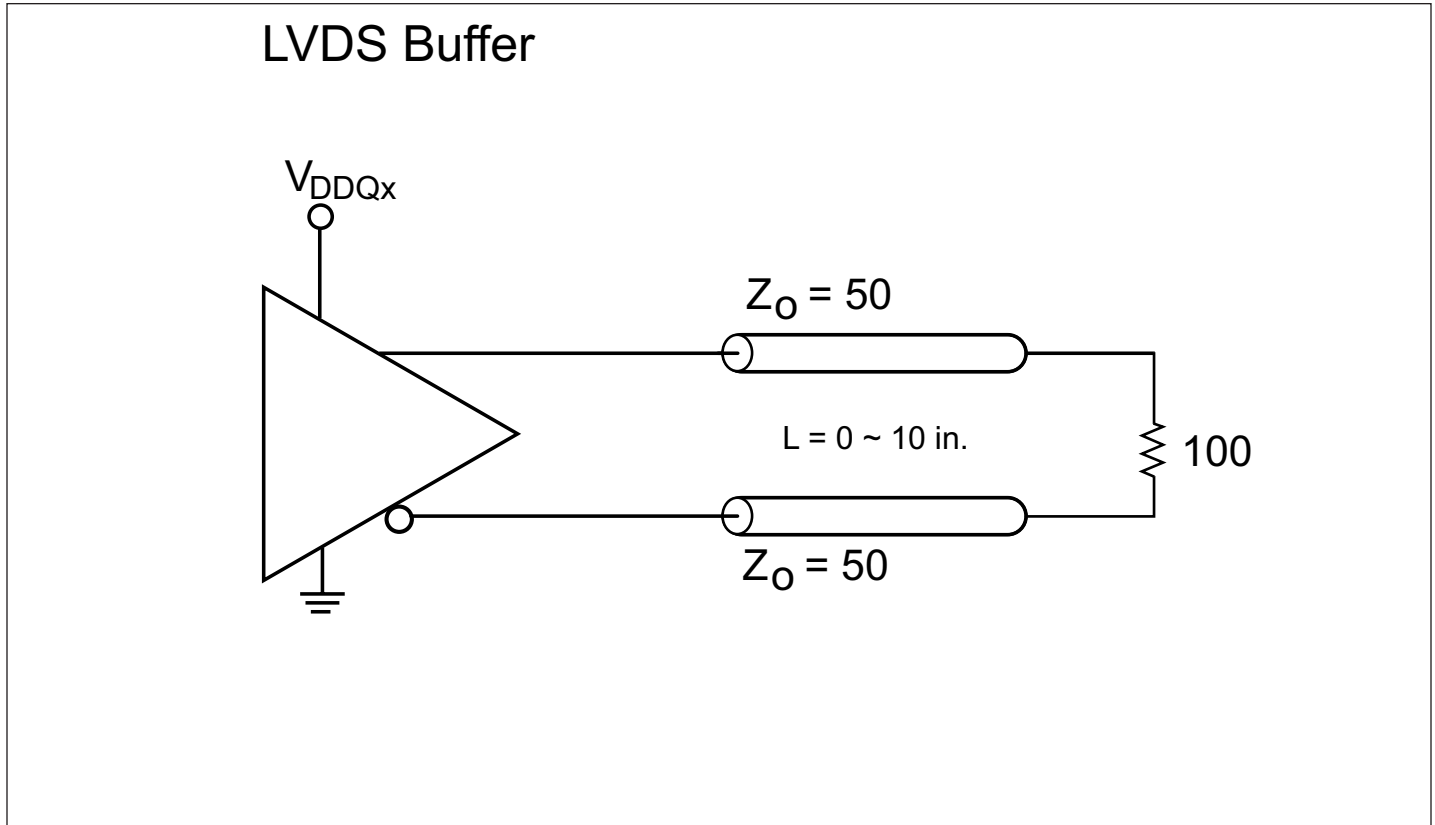 LVDS Buffer
VDDQx
Zo = 50
L = 0 ~ 10 in.
100
Zo = 50